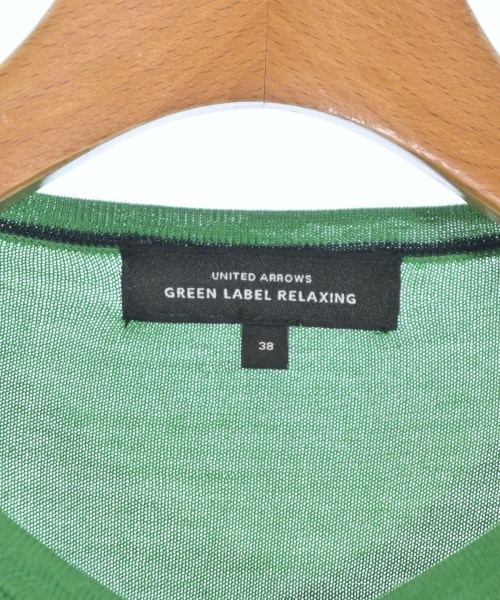 UNITED ARROWS
GREEN LABEL RELAXING
38